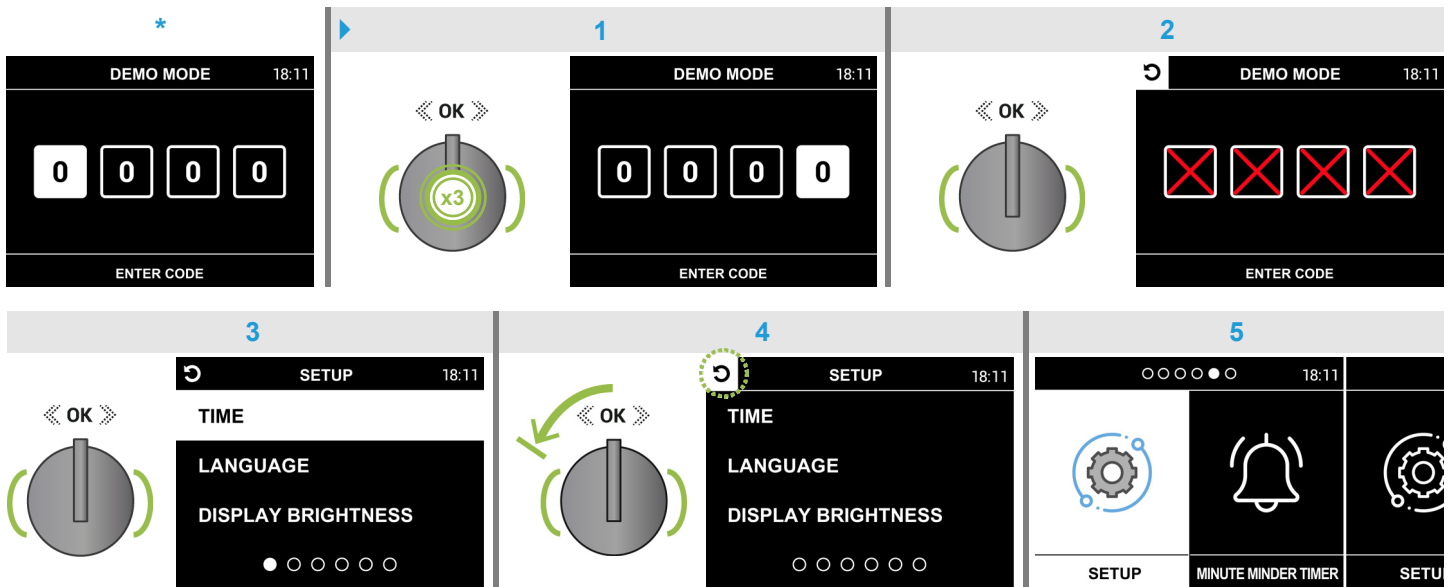 *
1
2
DEMO MODE 18:11
0 0 0 0
ENTER CODE
OK
x3
DEMO MODE 18:11
0 0 0 0
ENTER CODE
OK
DEMO MODE 18:11
ENTER CODE
3
4
5
OK
SETUP 18:11
TIME
LANGUAGE
DISPLAY BRIGHTNESS
OK
SETUP 18:11
TIME
LANGUAGE
DISPLAY BRIGHTNESS
18:11
SETUP
MINUTE MINDER TIMER
SETU